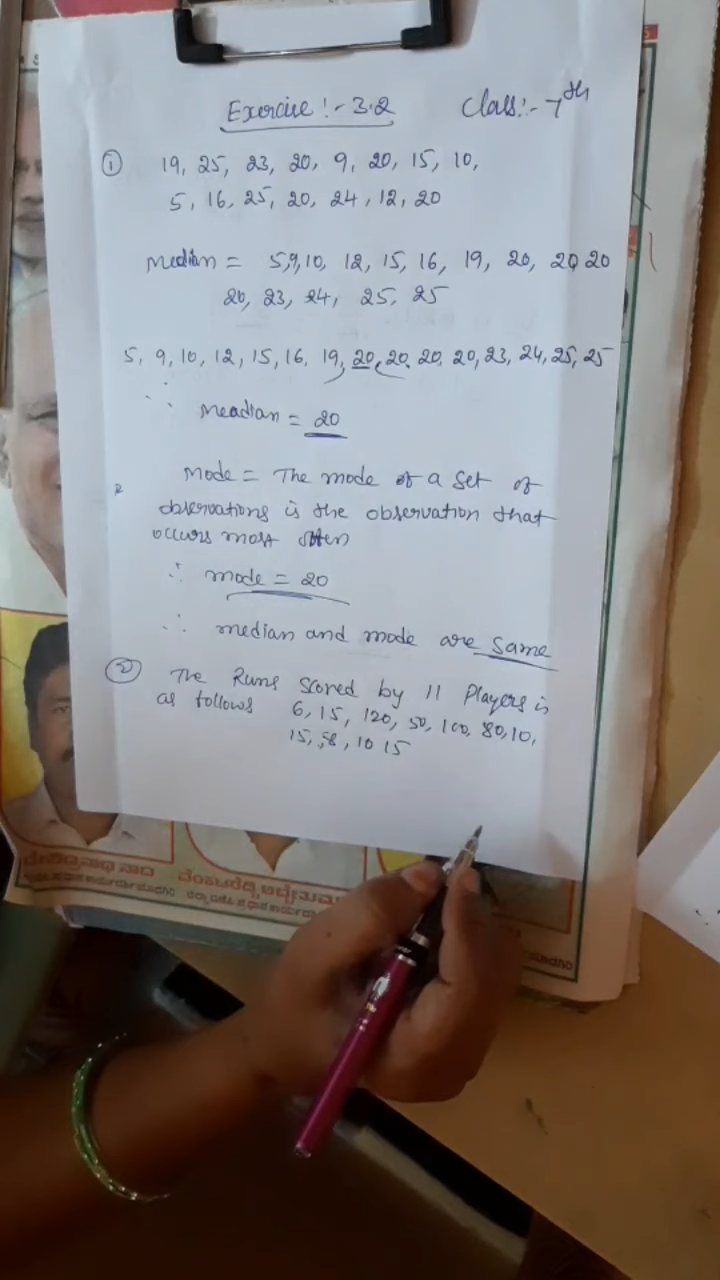 Exercise :- 3.2 Class:- 7th
① 19, 25, 23, 20, 9, 20, 15, 10,
5, 16, 25, 20, 24, 12, 20
Median = 5,9,10, 12, 15, 16, 19, 20, 20 20
20, 23, 24, 25, 25
5, 9, 10, 12, 15, 16, 19, 20, 20, 20, 20, 23, 24, 25, 25
∴ Meadian = 20
Mode = The mode of a set of
observations is the observation that
occurs most often
∴ mode = 20
∴ median and mode are same
② The Runs scored by 11 Players is
as follows 6, 15, 120, 50, 100, 80, 10,
15, 58, 10 15